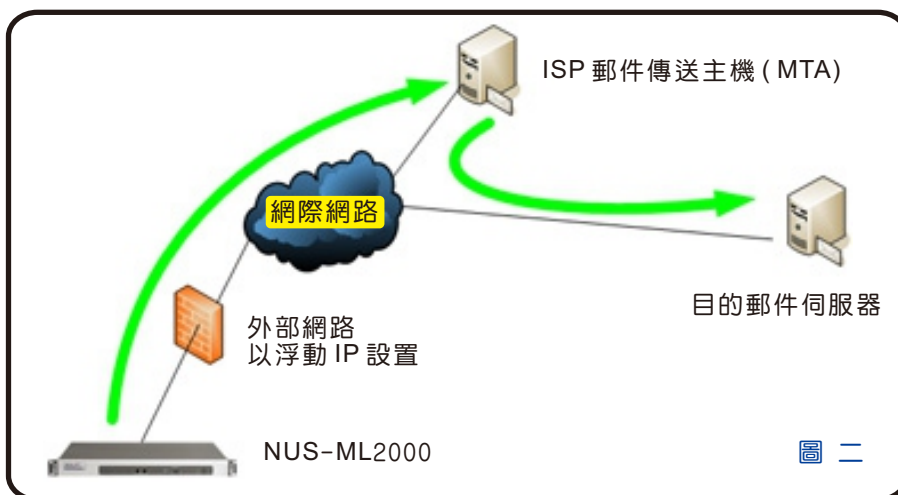 ISP 郵件傳送主機 ( MTA)
網際網路
目的郵件伺服器
外部網路
以浮動 IP 設置
NUS-ML2000
圖 二